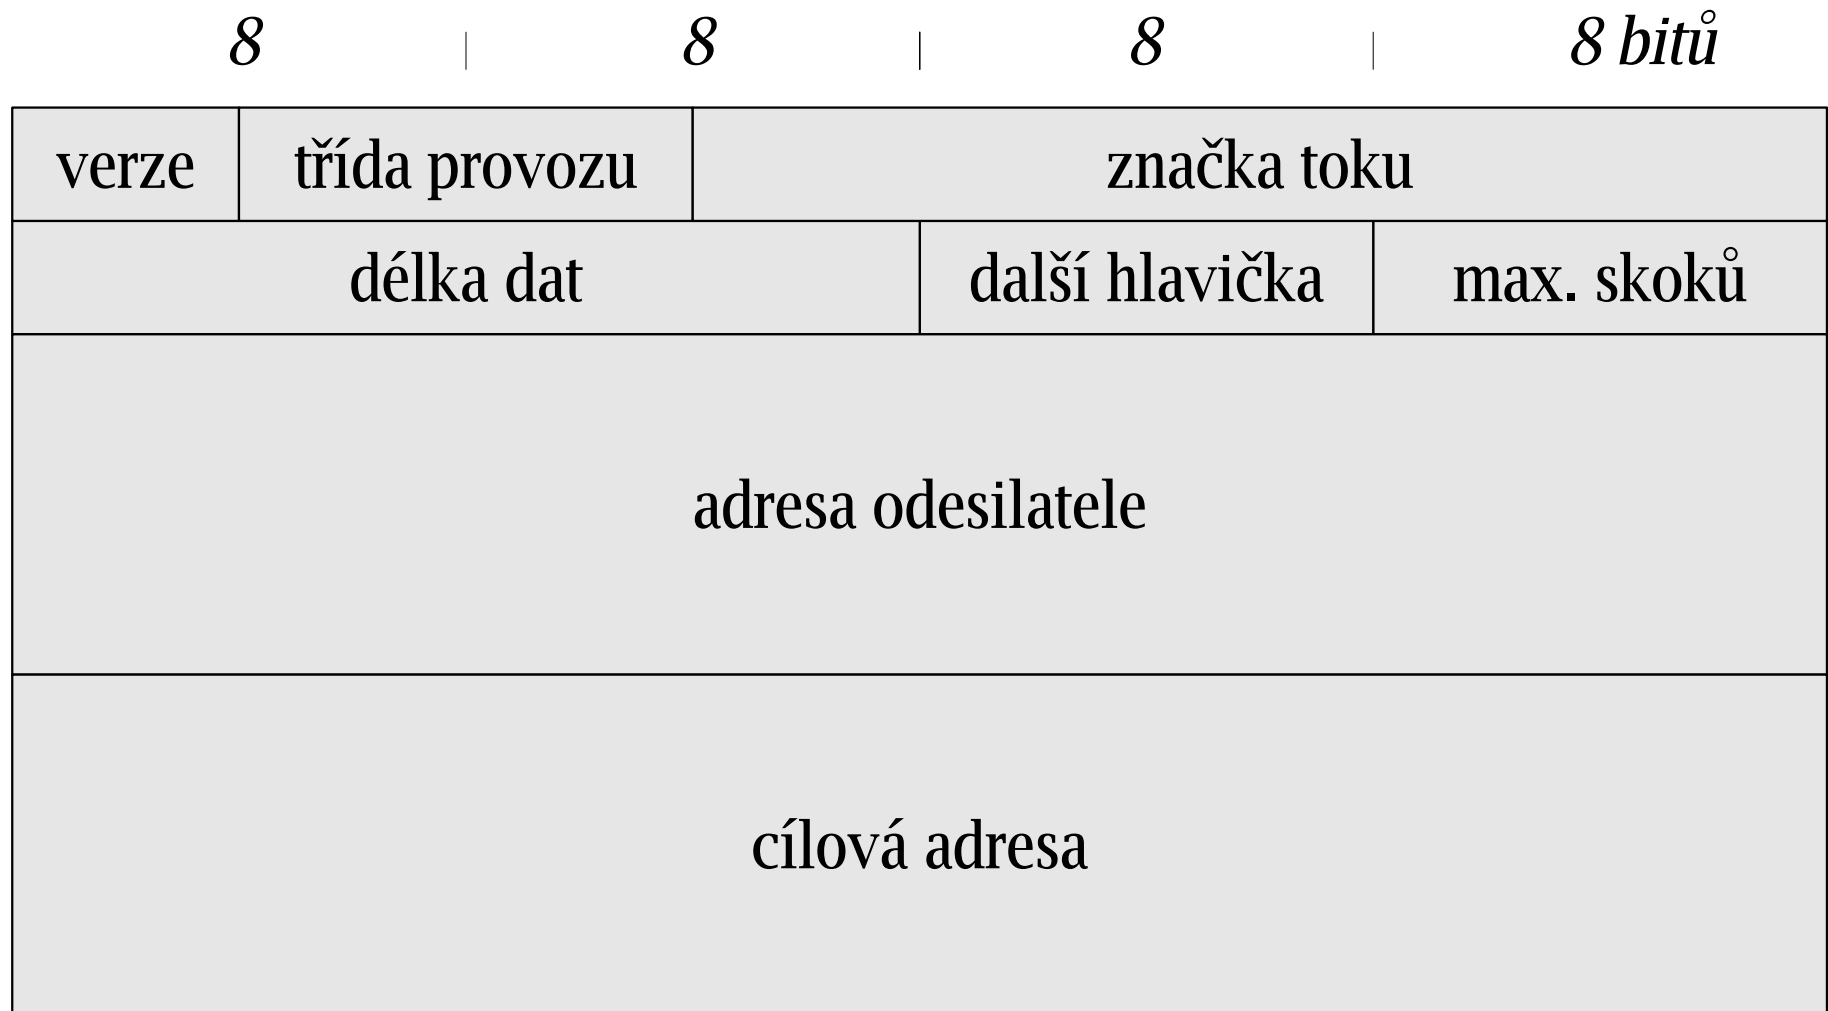 8 8 8 8 bitů
verze třída provozu značka toku
délka dat další hlavička max. skoků
adresa odesilatele
cílová adresa